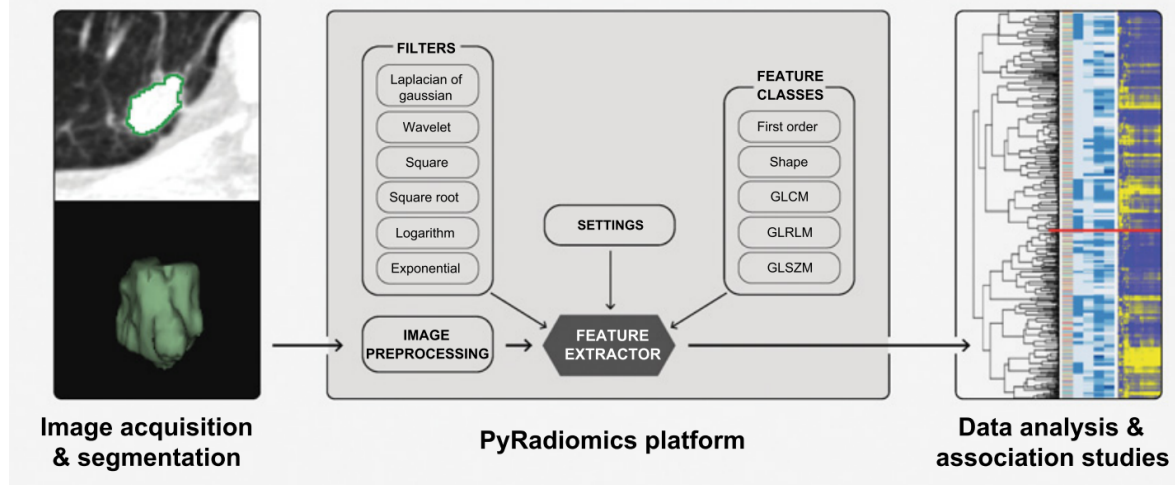 FILTERS
Laplacian of
gaussian
Wavelet
Square
Square root
Logarithm
Exponential
SETTINGS
FEATURE
CLASSES
First order
Shape
GLCM
GLRLM
GLSZM
IMAGE
PREPROCESSING
FEATURE
EXTRACTOR
Image acquisition
& segmentation
PyRadiomics platform
Data analysis &
association studies